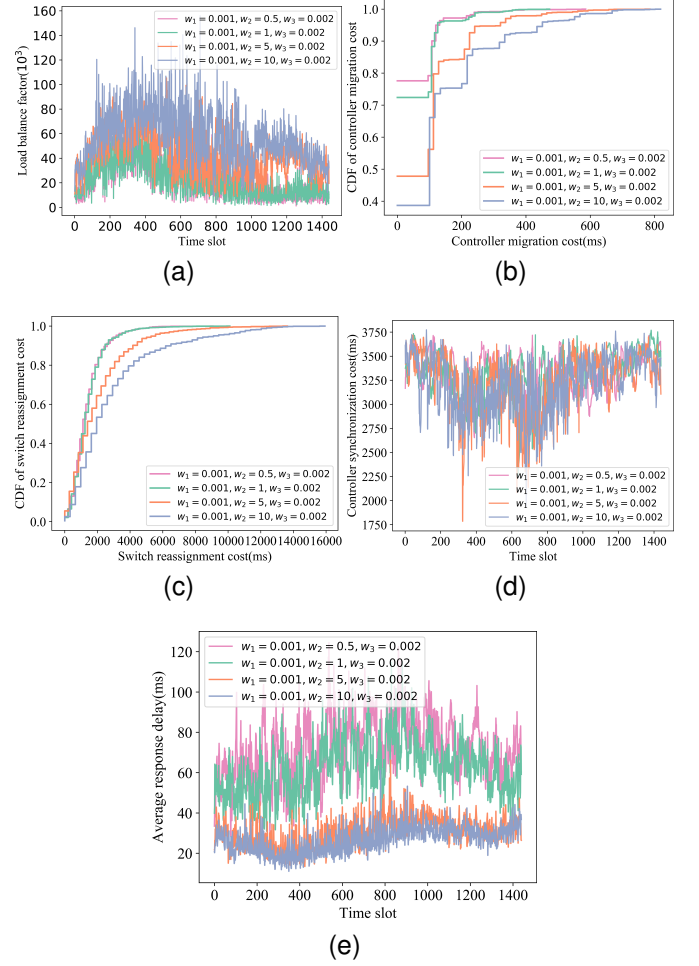 w₁ = 0.001, w₂ = 0.5, w₃ = 0.002
w₁ = 0.001, w₂ = 1, w₃ = 0.002
w₁ = 0.001, w₂ = 5, w₃ = 0.002
w₁ = 0.001, w₂ = 10, w₃ = 0.002
Load balance factor(10³)
160
140
120
100
80
60
40
20
0
0 200 400 600 800 1000 1200 1400
Time slot
(a)
CDF of controller migration cost
1.0
0.9
0.8
0.7
0.6
0.5
0.4
w₁ = 0.001, w₂ = 0.5, w₃ = 0.002
w₁ = 0.001, w₂ = 1, w₃ = 0.002
w₁ = 0.001, w₂ = 5, w₃ = 0.002
w₁ = 0.001, w₂ = 10, w₃ = 0.002
0 200 400 600 800
Controller migration cost(ms)
(b)
CDF of switch reassignment cost
1.0
0.8
0.6
0.4
0.2
0.0
w₁ = 0.001, w₂ = 0.5, w₃ = 0.002
w₁ = 0.001, w₂ = 1, w₃ = 0.002
w₁ = 0.001, w₂ = 5, w₃ = 0.002
w₁ = 0.001, w₂ = 10, w₃ = 0.002
0 2000 4000 6000 8000 10000 12000 14000 16000
Switch reassignment cost(ms)
(c)
Controller synchronization cost(ms)
3750
3500
3250
3000
2750
2500
2250
2000
1750
w₁ = 0.001, w₂ = 0.5, w₃ = 0.002
w₁ = 0.001, w₂ = 1, w₃ = 0.002
w₁ = 0.001, w₂ = 5, w₃ = 0.002
w₁ = 0.001, w₂ = 10, w₃ = 0.002
0 200 400 600 800 1000 1200 1400
Time slot
(d)
Average response delay(ms)
120
100
80
60
40
20
w₁ = 0.001, w₂ = 0.5, w₃ = 0.002
w₁ = 0.001, w₂ = 1, w₃ = 0.002
w₁ = 0.001, w₂ = 5, w₃ = 0.002
w₁ = 0.001, w₂ = 10, w₃ = 0.002
0 200 400 600 800 1000 1200 1400
Time slot
(e)